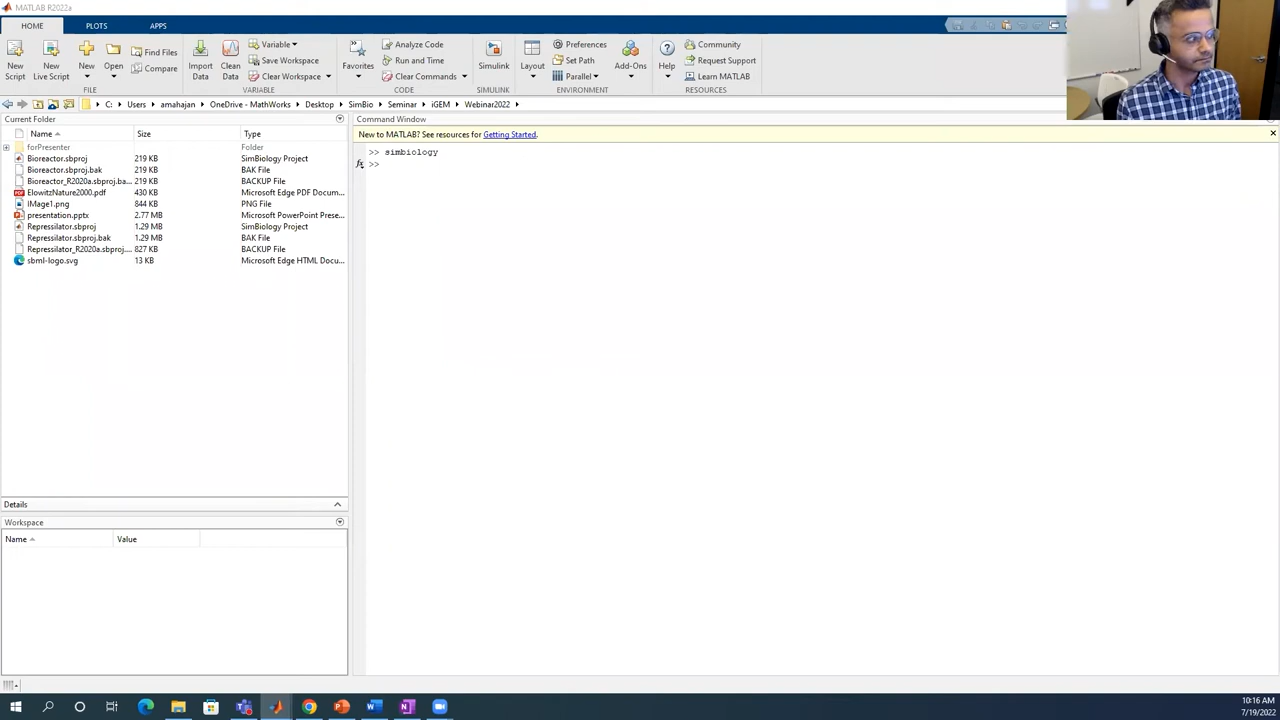 MATLAB R2022a
HOME PLOTS APPS
New Script
New Live Script
New
Open
Find Files
Compare
Import Data
Clean Data
Variable
Save Workspace
Clear Workspace
Favorites
Analyze Code
Run and Time
Clear Commands
Simulink
Layout
Preferences
Set Path
Parallel
Add-Ons
Help
Community
Request Support
Learn MATLAB
FILE VARIABLE CODE SIMULINK ENVIRONMENT RESOURCES
C: Users amahajan OneDrive - MathWorks Desktop SimBio Seminar iGEM Webinar2022
Current Folder
Name Size Type
forPresenter Folder
Bioreactor.sbproj 219 KB SimBiology Project
Bioreactor.sbproj.bak 219 KB BAK File
Bioreactor_R2020a.sbproj.ba... 219 KB BACKUP File
ElowitzNature2000.pdf 430 KB Microsoft Edge PDF Docum...
IMage1.png 844 KB PNG File
presentation.pptx 2.77 MB Microsoft PowerPoint Prese...
Repressilator.sbproj 1.29 MB SimBiology Project
Repressilator.sbproj.bak 1.29 MB BAK File
Repressilator_R2020a.sbproj.... 827 KB BACKUP File
sbml-logo.svg 13 KB Microsoft Edge HTML Docu...
Details
Workspace
Name Value
Command Window
New to MATLAB? See resources for Getting Started.
>> simbiology
fx >>
10:16 AM
7/19/2022